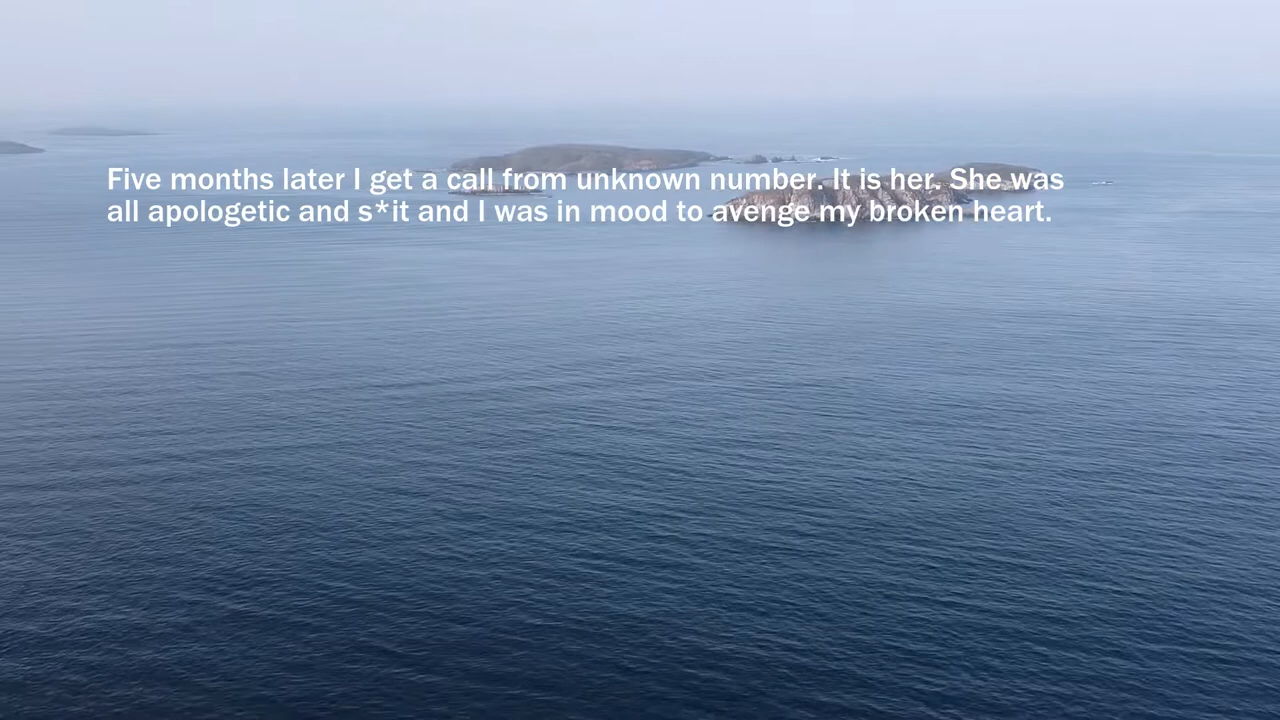 Five months later I get a call from unknown number. It is her. She was
all apologetic and s*it and I was in mood to avenge my broken heart.